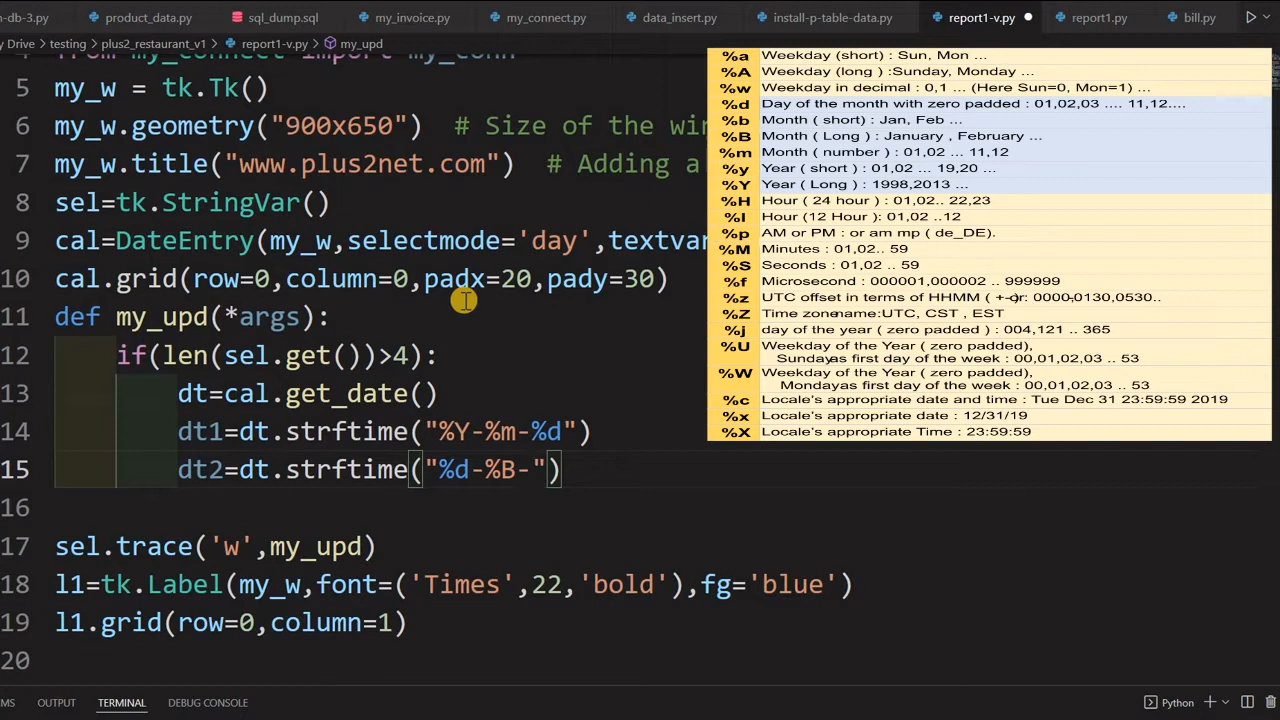 n-db-3.py
product_data.py
sql_dump.sql
my_invoice.py
my_connect.py
data_insert.py
install-p-table-data.py
report1-v.py
report1.py
bill.py
y Drive > testing > plus2_restaurant_v1 > report1-v.py > my_upd
4 from my_connect import my_conn
5 my_w = tk.Tk()
6 my_w.geometry("900x650") # Size of the wi
7 my_w.title("www.plus2net.com") # Adding a
8 sel=tk.StringVar()
9 cal=DateEntry(my_w,selectmode='day',textvar
10 cal.grid(row=0,column=0,padx=20,pady=30)
11 def my_upd(*args):
12 if(len(sel.get())>4):
13 dt=cal.get_date()
14 dt1=dt.strftime("%Y-%m-%d")
15 dt2=dt.strftime("%d-%B-")
16
17 sel.trace('w',my_upd)
18 l1=tk.Label(my_w,font=('Times',22,'bold'),fg='blue')
19 l1.grid(row=0,column=1)
20
%a Weekday (short) : Sun, Mon ...
%A Weekday (long ) :Sunday, Monday ...
%w Weekday in decimal : 0,1 ... (Here Sun=0, Mon=1) ...
%d Day of the month with zero padded : 01,02,03 .... 11,12....
%b Month ( short): Jan, Feb ...
%B Month ( Long ) : January , February ...
%m Month ( number ) : 01,02 ... 11,12
%y Year ( short ) : 01,02 ... 19,20 ...
%Y Year ( Long ) : 1998,2013 ...
%H Hour ( 24 hour ) : 01,02.. 22,23
%I Hour (12 Hour ): 01,02 ..12
%p AM or PM : or am mp ( de_DE).
%M Minutes : 01,02.. 59
%S Seconds : 01,02 .. 59
%f Microsecond : 000001,000002 .. 999999
%z UTC offset in terms of HHMM ( +-)or: 0000,-0130,0530..
%Z Time zonename:UTC, CST , EST
%j day of the year ( zero padded ) : 004,121 .. 365
%U Weekday of the Year ( zero padded),
Sundayas first day of the week : 00,01,02,03 .. 53
%W Weekday of the Year ( zero padded),
Mondayas first day of the week : 00,01,02,03 .. 53
%c Locale's appropriate date and time : Tue Dec 31 23:59:59 2019
%x Locale's appropriate date : 12/31/19
%X Locale's appropriate Time : 23:59:59
MS OUTPUT TERMINAL DEBUG CONSOLE
Python